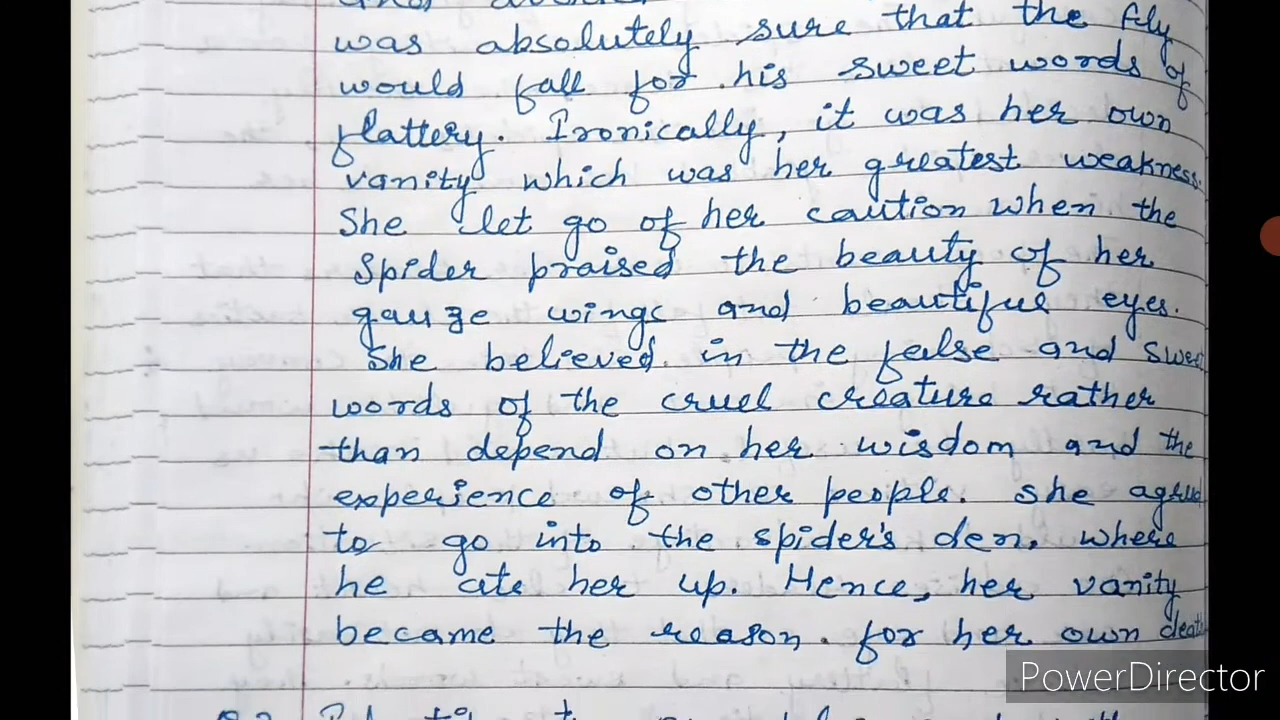 was absolutely sure that the fly
would fall for his sweet words of
flattery. Ironically, it was her own
vanity which was her greatest weakness.
She let go of her caution when the
Spider praised the beauty of her
gauze wings and beautiful eyes.
She believed in the false and sweet
words of the cruel creature rather
than depend on her wisdom and the
experience of other people. She agreed
to go into the spider's den, where
he ate her up. Hence, her vanity
became the reason for her own death
PowerDirector